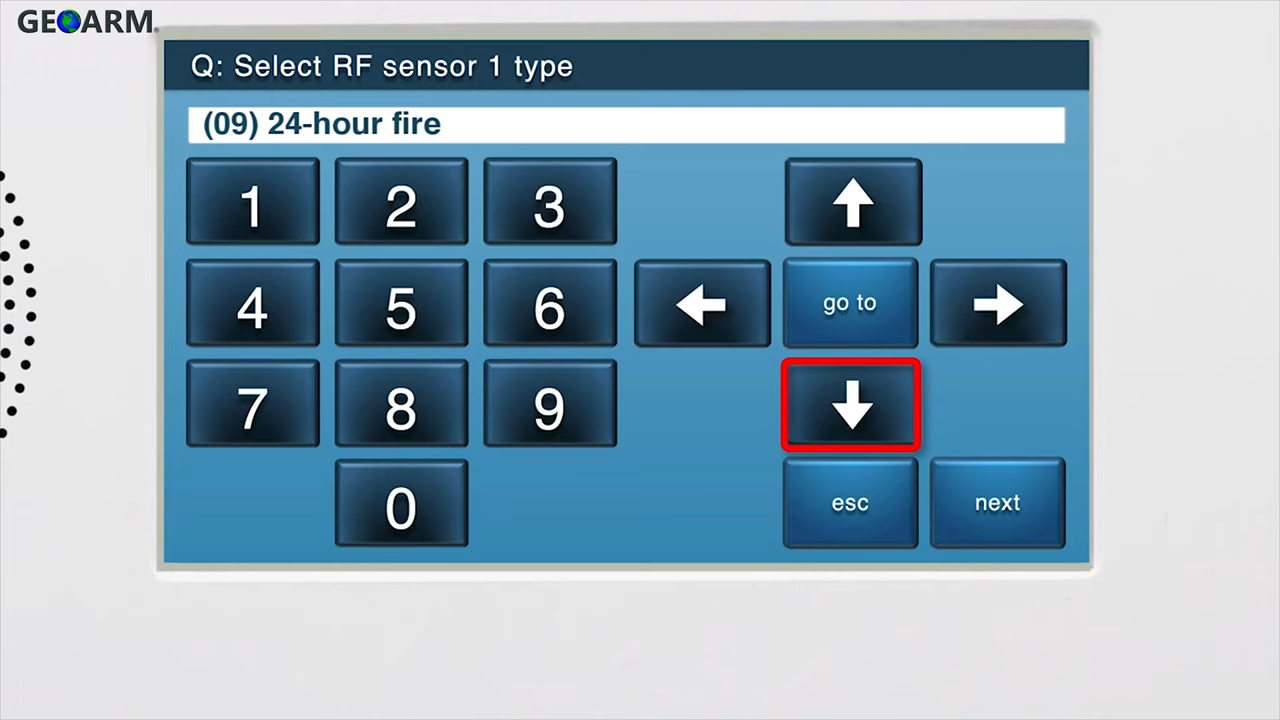 GEOARM®
Q: Select RF sensor 1 type
(09) 24-hour fire
1 2 3
4 5 6 go to
7 8 9
0 esc next